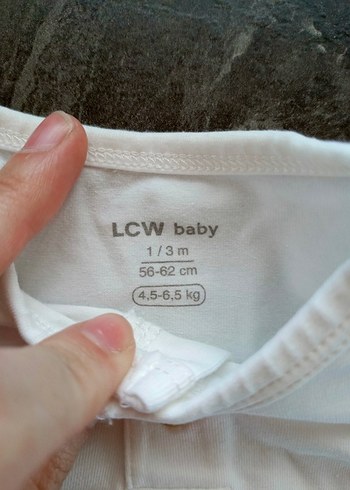 LCW baby
1 / 3 m
56-62 cm
4,5-6,5 kg